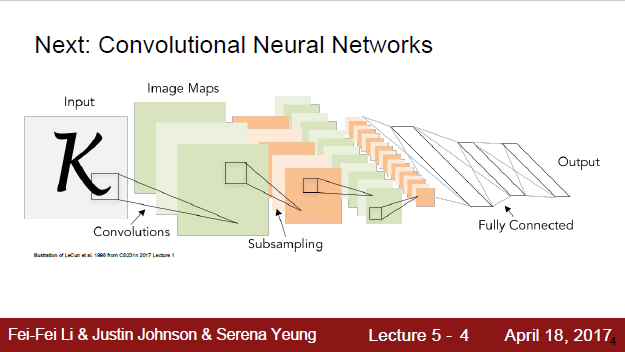 Next: Convolutional Neural Networks
Image Maps
Input
K
Output
Fully Connected
Convolutions
Subsampling
Illustration of LeCun et al. 1998 from CS231n 2017 Lecture 1
Fei-Fei Li & Justin Johnson & Serena Yeung
Lecture 5 - 4
April 18, 2017
4